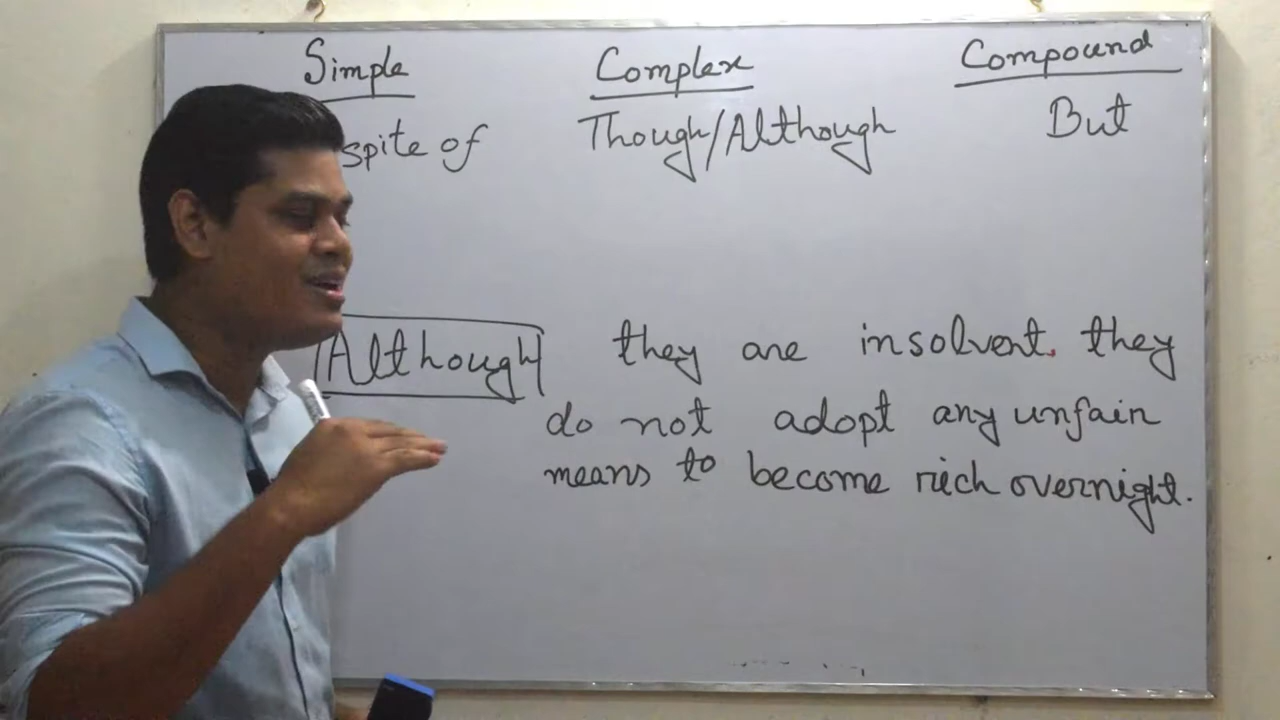 Simple Complex Compound
spite of Though/Although But
Although they are insolvent. they
do not adopt any unfair
means to become rich overnight.